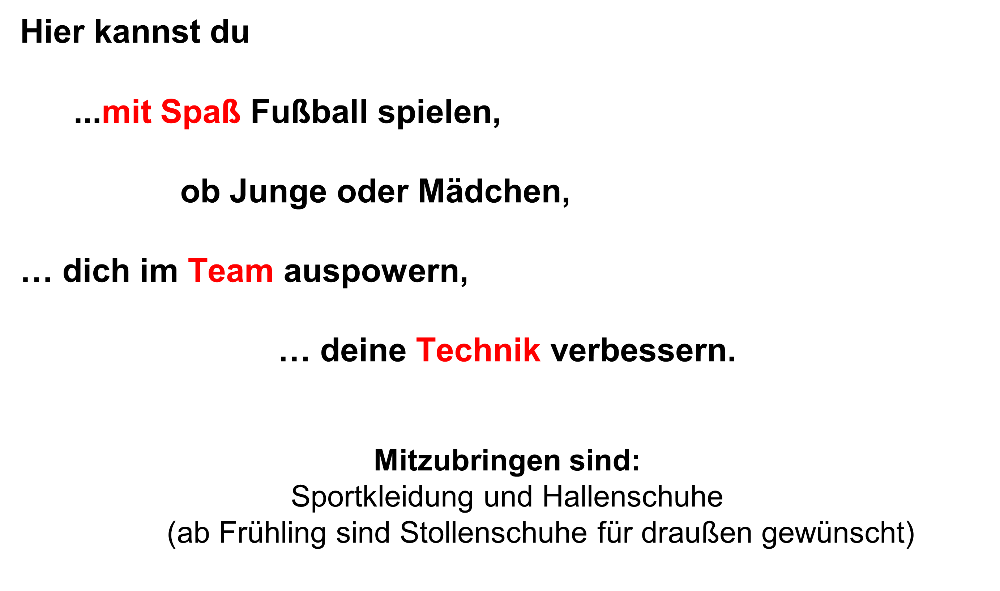 Hier kannst du
...mit Spaß Fußball spielen,
ob Junge oder Mädchen,
… dich im Team auspowern,
… deine Technik verbessern.
Mitzubringen sind:
Sportkleidung und Hallenschuhe
(ab Frühling sind Stollenschuhe für draußen gewünscht)